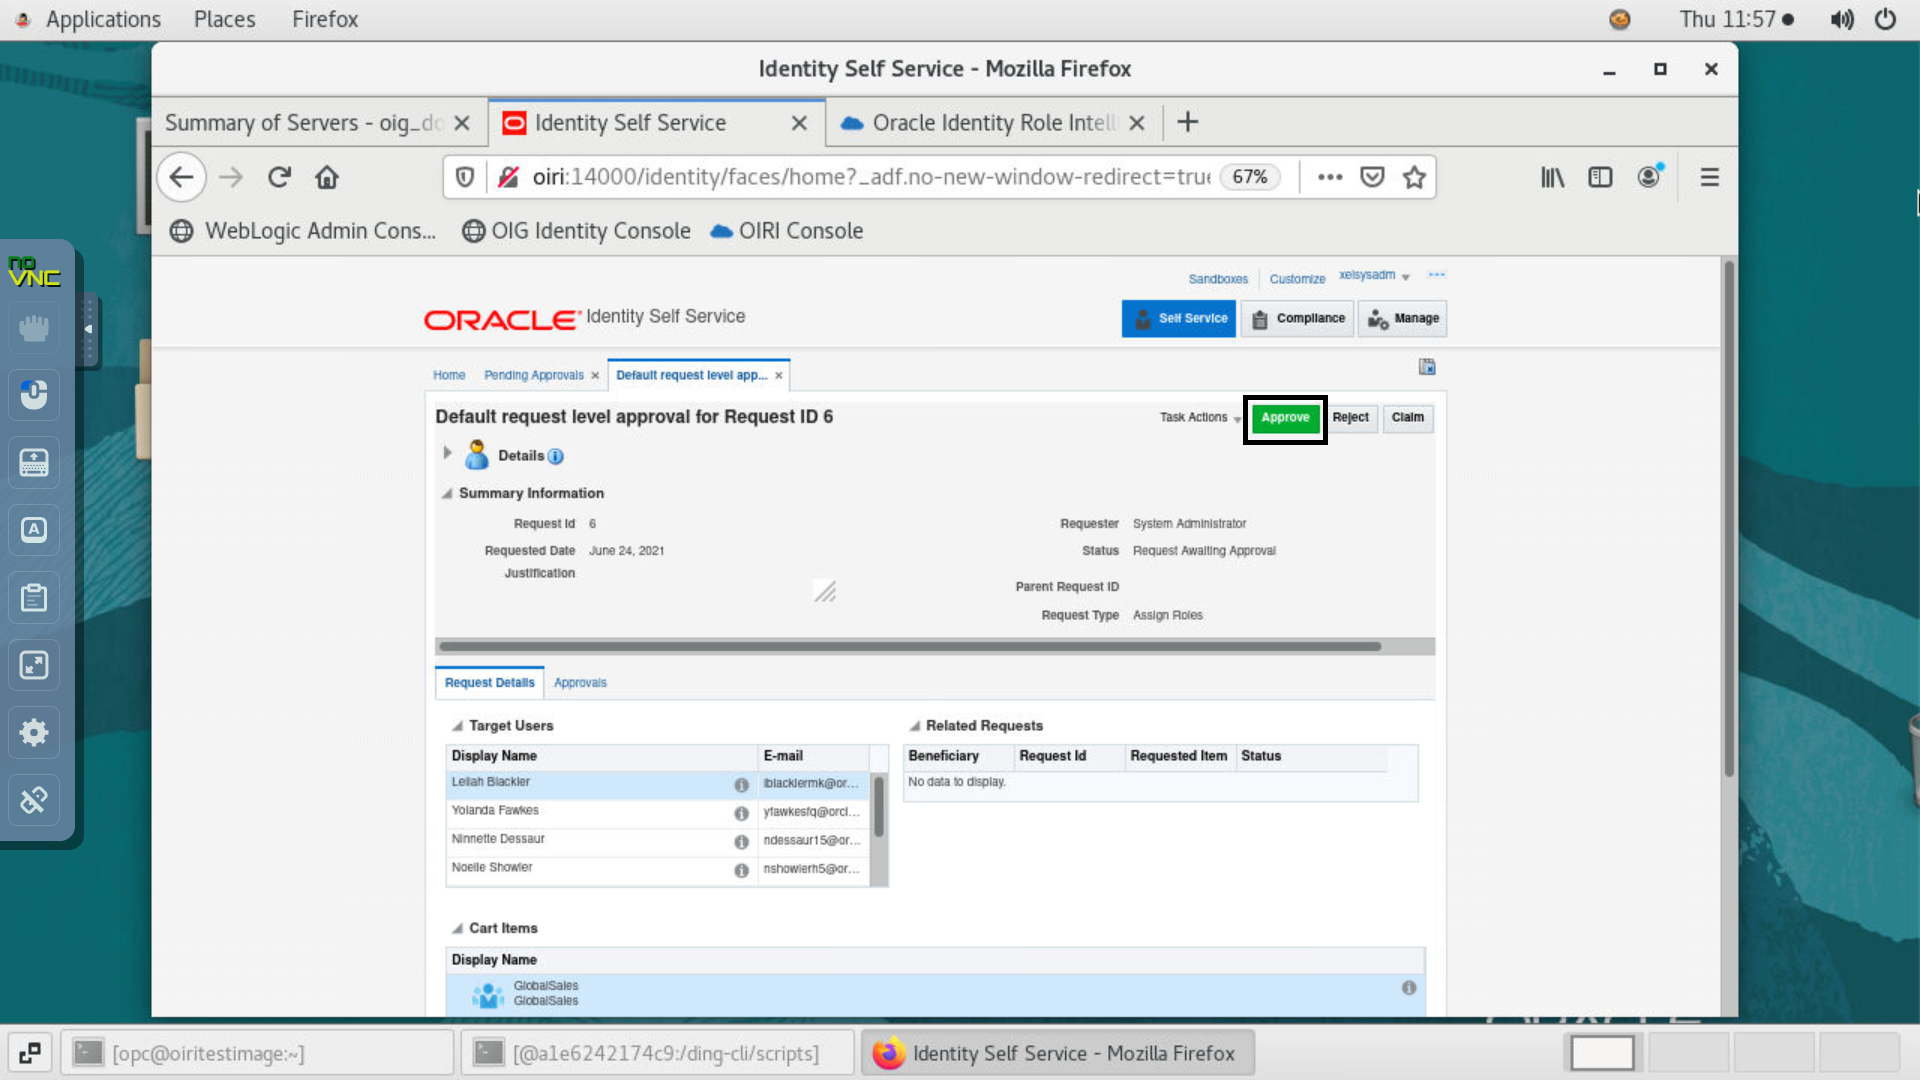 Applications Places Firefox Thu 11:57
Identity Self Service - Mozilla Firefox
Summary of Servers - oig_do Identity Self Service Oracle Identity Role Intell
oiri:14000/identity/faces/home?_adf.no-new-window-redirect=true 67%
WebLogic Admin Cons... OIG Identity Console OIRI Console
no
VNC
Sandboxes Customize xelsysadm
ORACLE Identity Self Service
Self Service Compliance Manage
Home Pending Approvals Default request level app...
Default request level approval for Request ID 6
Task Actions Approve Reject Claim
Details
Summary Information
Request Id 6
Requester System Administrator
Requested Date June 24, 2021
Status Request Awaiting Approval
Justification
Parent Request ID
Request Type Assign Roles
Request Details Approvals
Target Users
Display Name E-mail
Leilah Blackler lblacklermk@or...
Yolanda Fawkes yfawkesfq@orcl...
Ninnette Dessaur ndessaur15@or...
Noelle Showler nshowlerh5@or...
Related Requests
Beneficiary Request Id Requested Item Status
No data to display.
Cart Items
Display Name
GlobalSales
GlobalSales
[opc@oiritestimage:~] [@a1e6242174c9:/ding-cli/scripts] Identity Self Service - Mozilla Firefox